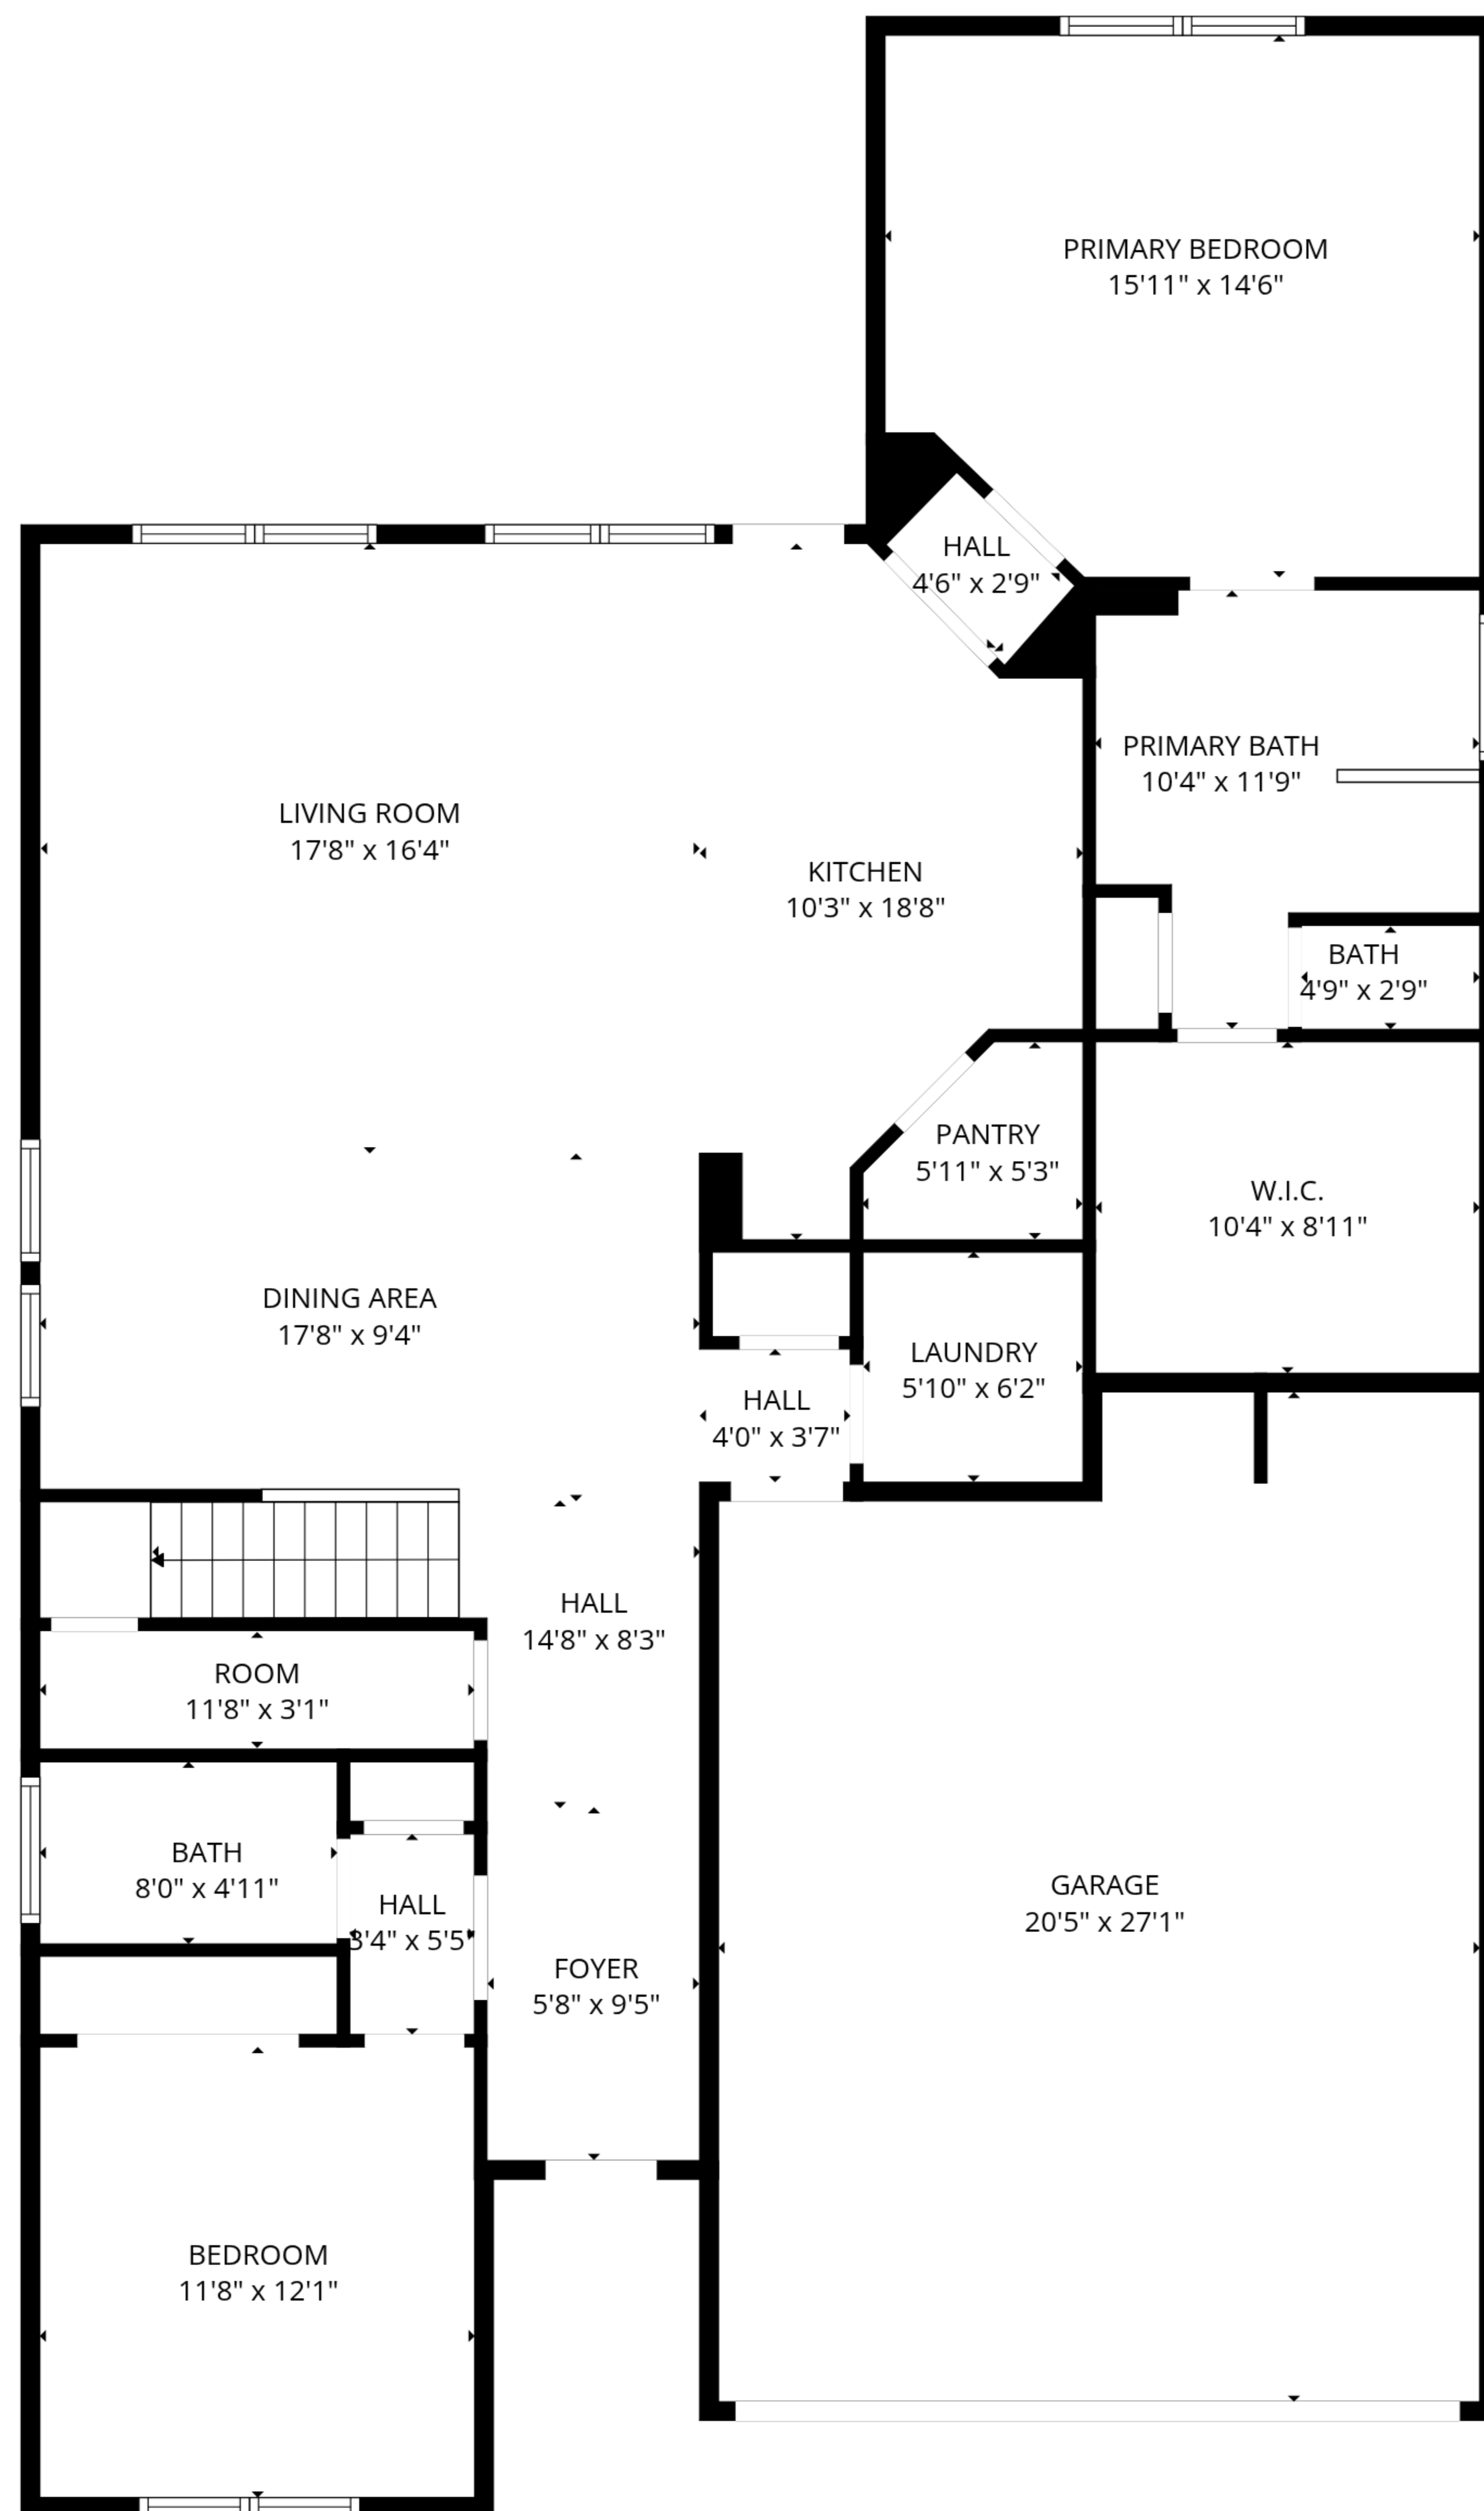 PRIMARY BEDROOM
15'11" x 14'6"
HALL
4'6" x 2'9"
PRIMARY BATH
10'4" x 11'9"
LIVING ROOM
17'8" x 16'4"
KITCHEN
10'3" x 18'8"
BATH
4'9" x 2'9"
PANTRY
5'11" x 5'3"
W.I.C.
10'4" x 8'11"
DINING AREA
17'8" x 9'4"
LAUNDRY
5'10" x 6'2"
HALL
4'0" x 3'7"
HALL
14'8" x 8'3"
ROOM
11'8" x 3'1"
BATH
8'0" x 4'11"
HALL
3'4" x 5'5"
GARAGE
20'5" x 27'1"
FOYER
5'8" x 9'5"
BEDROOM
11'8" x 12'1"